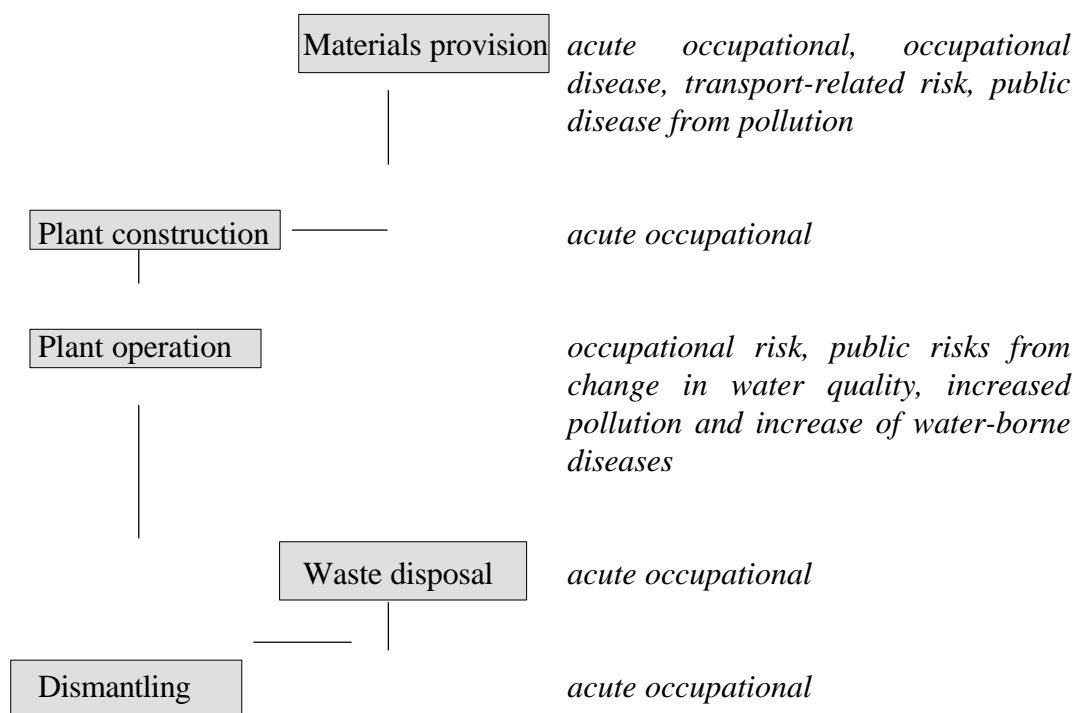 Materials provision
acute occupational, occupational
disease, transport-related risk, public
disease from pollution
Plant construction
acute occupational
Plant operation
occupational risk, public risks from
change in water quality, increased
pollution and increase of water-borne
diseases
Waste disposal
acute occupational
Dismantling
acute occupational